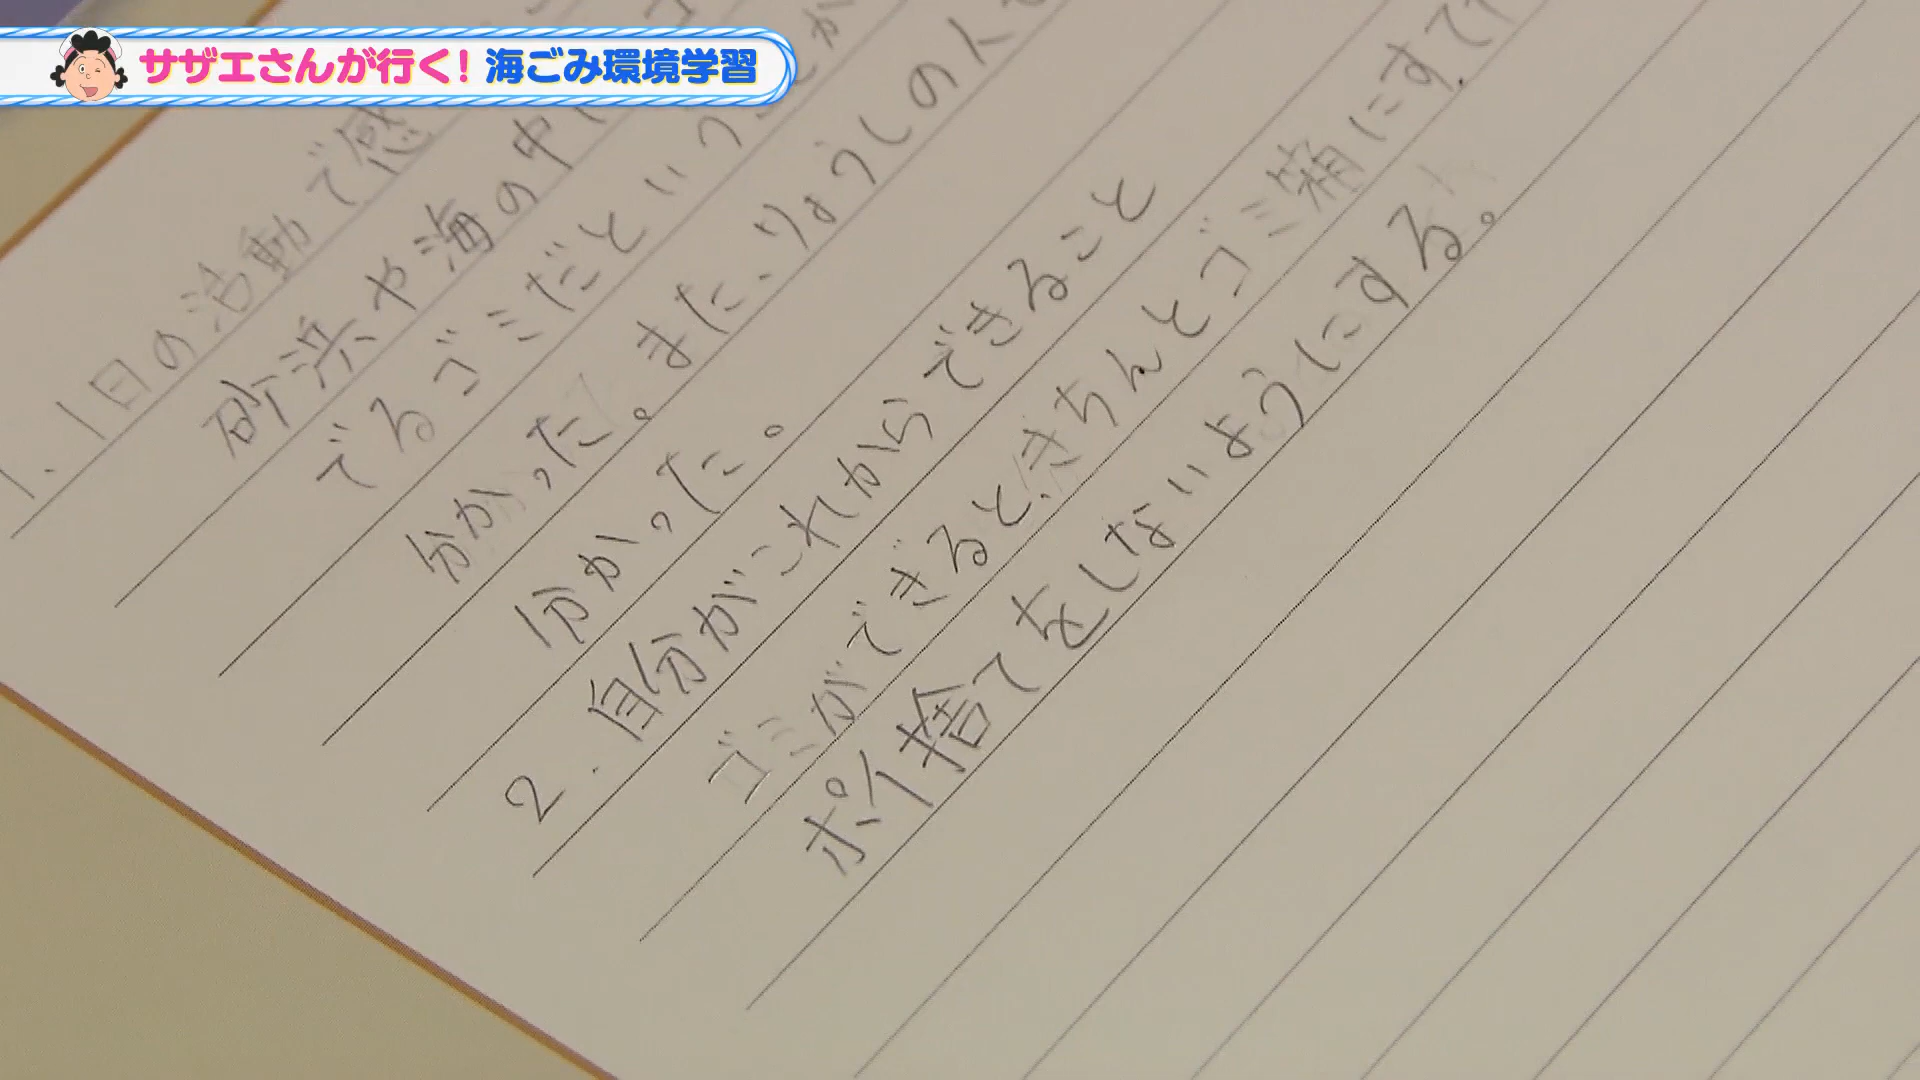 サザエさんが行く！海ごみ環境学習
1.1日の活動で感
砂浜や海の中に
でるゴミだという
分かった。また、りょうしの人
分かった。
2.自分がこれからできること
ゴミができるときちんとゴミ箱にすて
ポイ捨てをしないようにする。